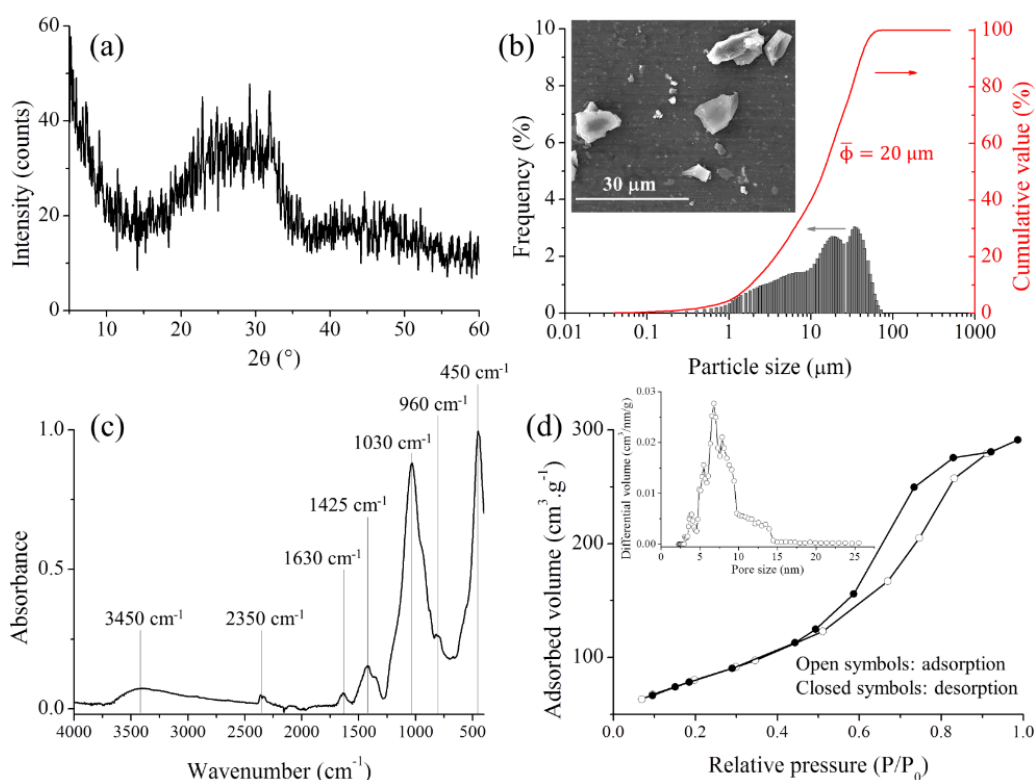 (a)
Intensity (counts)
60
40
20
0
10
20
30
40
50
60
2θ (°)
(b)
Frequency (%)
10
8
6
4
2
0
30 µm
ϕ̄ = 20 µm
100
80
60
40
20
0
Cumulative value (%)
0.01
0.1
1
10
100
1000
Particle size (µm)
(c)
Absorbance
1.0
0.5
0.0
3450 cm⁻¹
2350 cm⁻¹
1630 cm⁻¹
1425 cm⁻¹
1030 cm⁻¹
960 cm⁻¹
450 cm⁻¹
4000
3500
3000
2500
2000
1500
1000
500
Wavenumber (cm⁻¹)
(d)
Adsorbed volume (cm³.g⁻¹)
300
200
100
Differential volume (cm³/nm/g)
0.03
0.02
0.01
0.00
0
5
10
15
20
25
Pore size (nm)
Open symbols: adsorption
Closed symbols: desorption
0.0
0.2
0.4
0.6
0.8
1.0
Relative pressure (P/P₀)